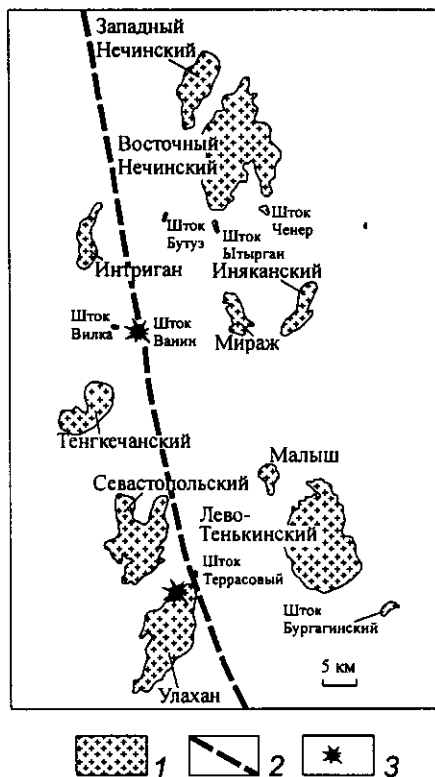 Западный
Нечинский
Восточный
Нечинский
Шток
Бутуз
Шток
Ытырган
Шток
Ченер
Интриган
Иняканский
Шток
Вилка
Шток
Ванин
Мираж
Тенгкечанский
Малыш
Севастопольский
Лево-
Тенькинский
Шток
Террасовый
Шток
Бургагинский
5 км
Улахан
1
2
3